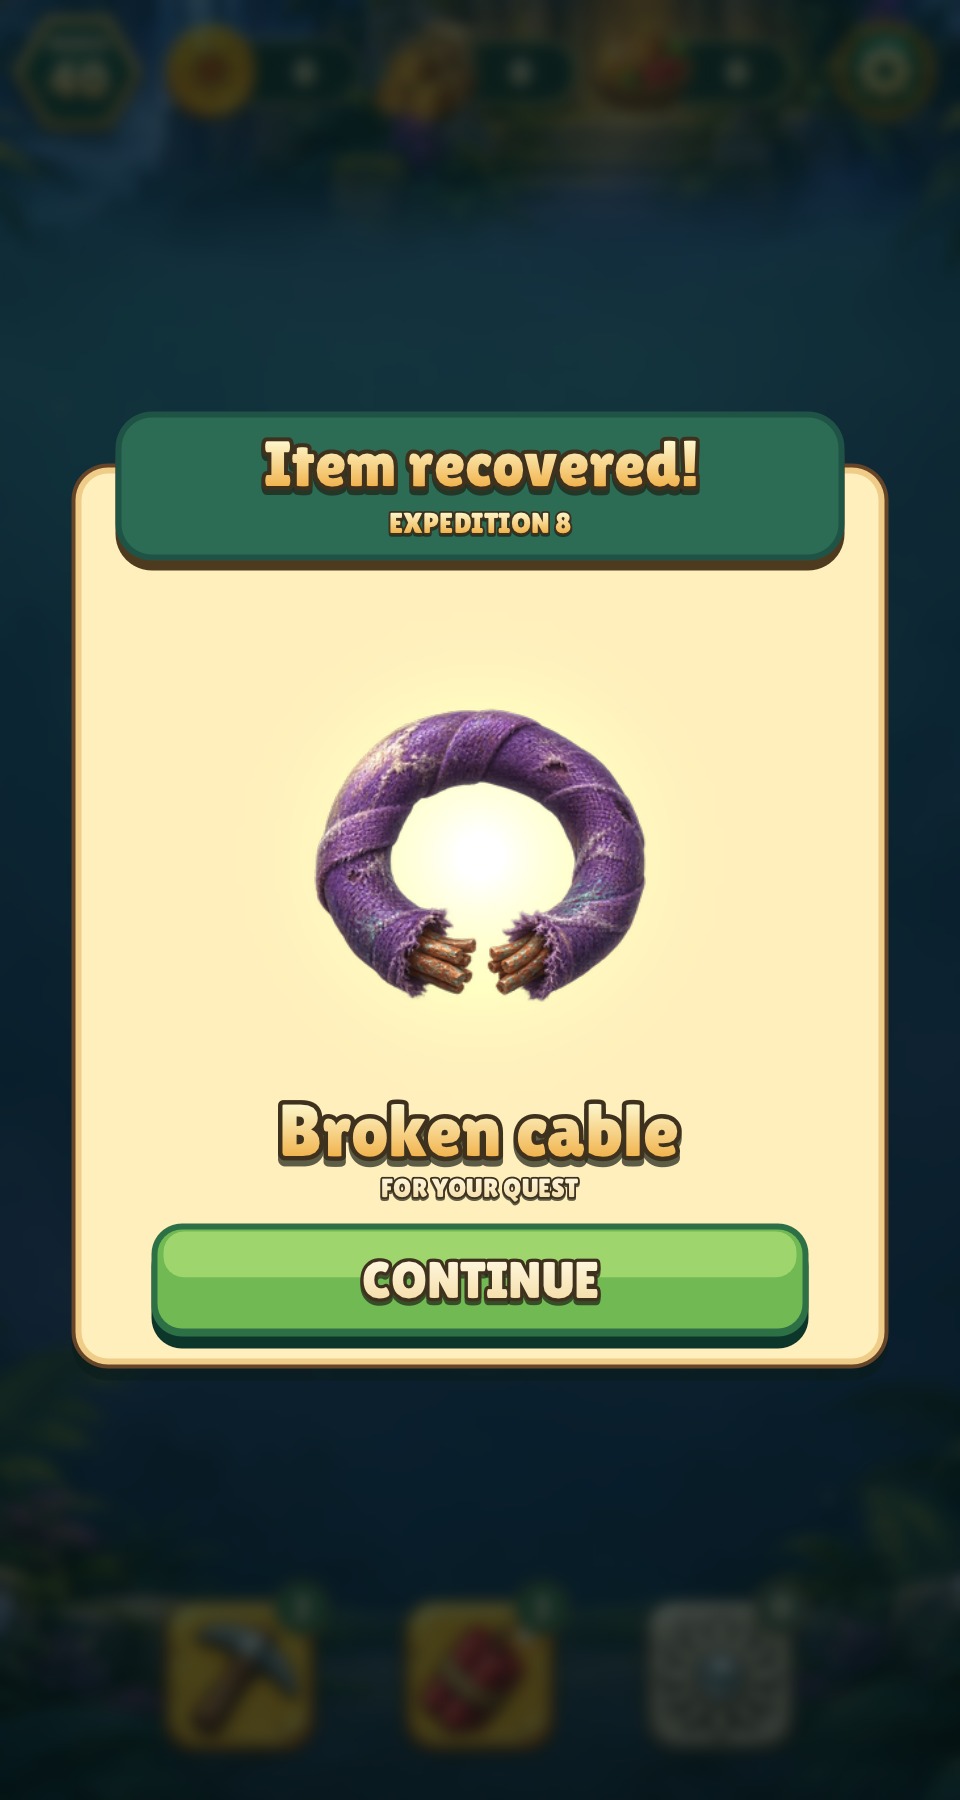 Item recovered!
EXPEDITION 8
Broken cable
FOR YOUR QUEST
CONTINUE